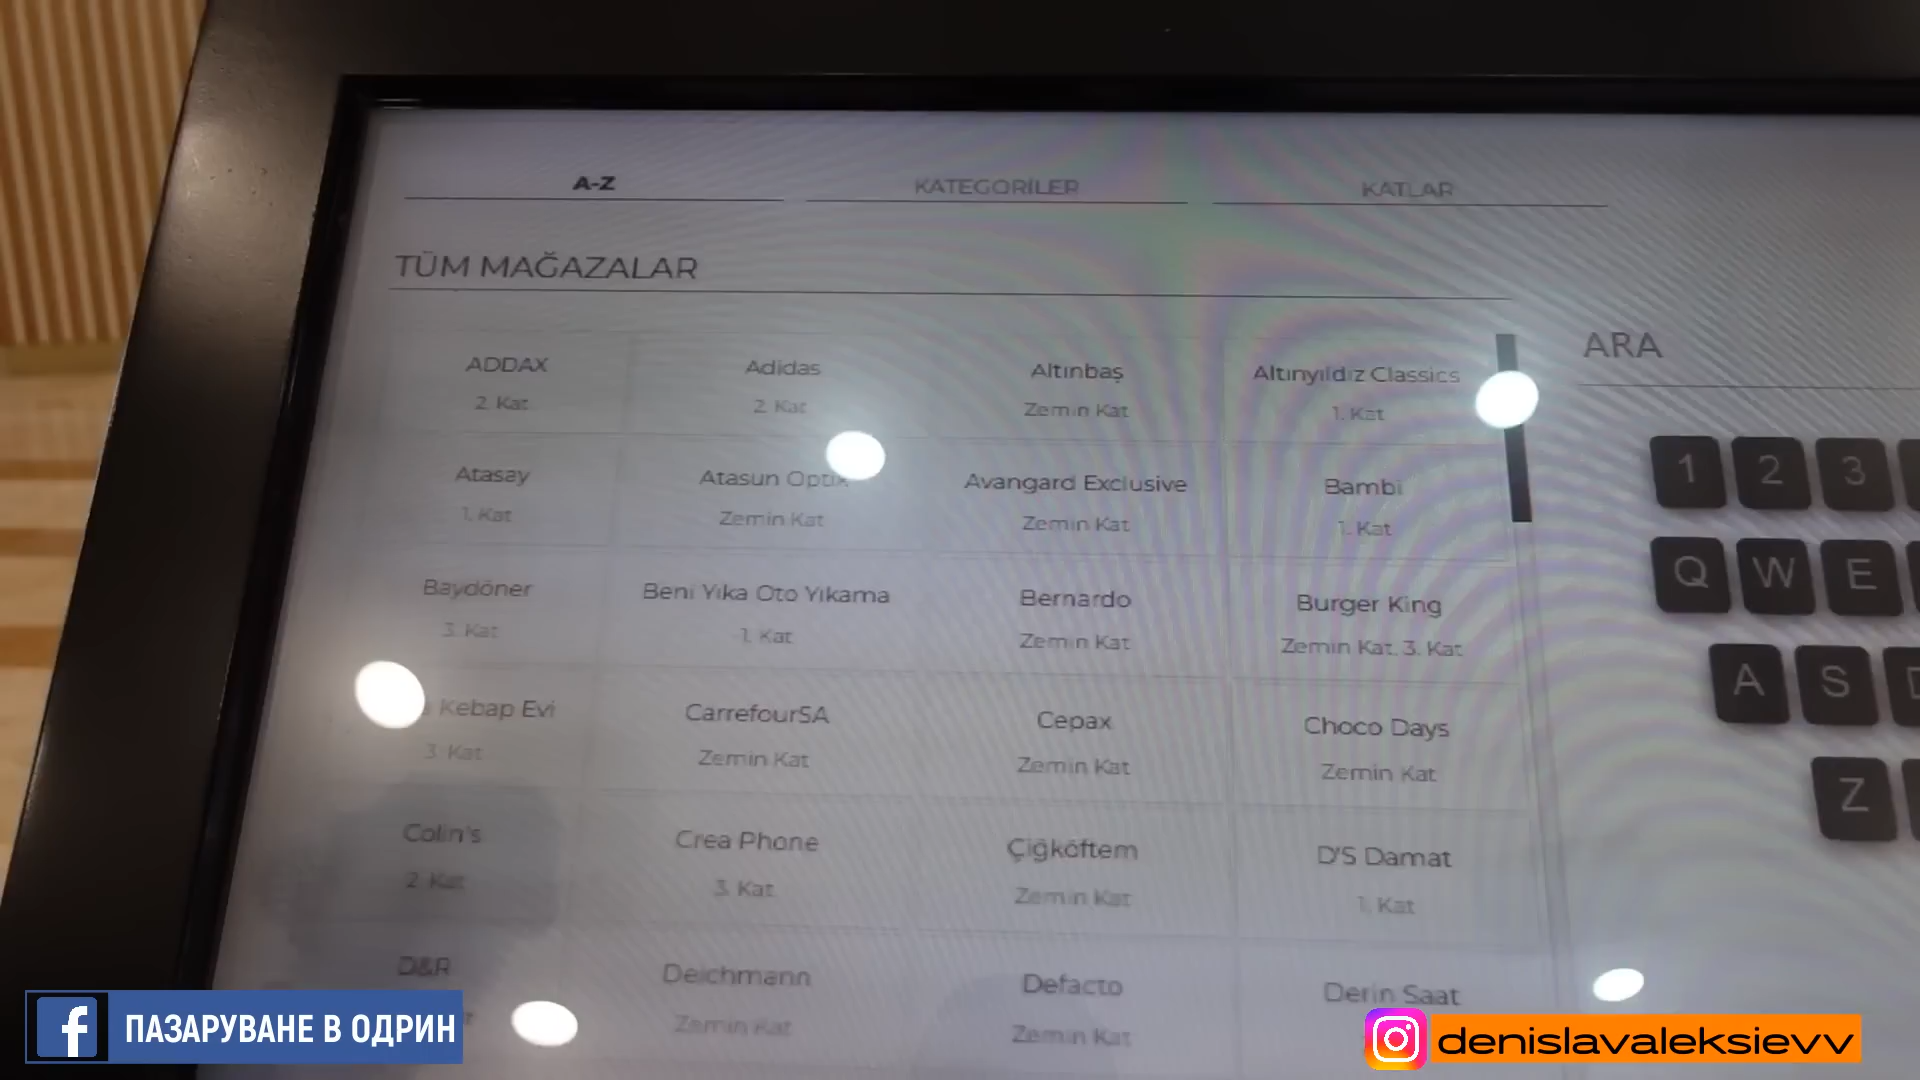 A-Z KATEGORİLER KATLAR
TÜM MAĞAZALAR
ARA
ADDAX Adidas Altınbaş Altınyıldız Classics
2. Kat 2. Kat Zemin Kat 1. Kat
Atasay Atasun Optik Avangard Exclusive Bambi
1. Kat Zemin Kat Zemin Kat 1. Kat
Baydöner Beni Yıka Oto Yıkama Bernardo Burger King
3. Kat -1. Kat Zemin Kat Zemin Kat, 3. Kat
Kebap Evi CarrefourSA Cepax Choco Days
3. Kat Zemin Kat Zemin Kat Zemin Kat
Colin's Crea Phone Çiğköftem D'S Damat
2. Kat 3. Kat Zemin Kat 1. Kat
D&R Deichmann Defacto Derin Saat
Zemin Kat Zemin Kat
1 2 3
Q W E
A S D
Z
ПАЗАРУВАНЕ В ОДРИН
denislavaleksievv